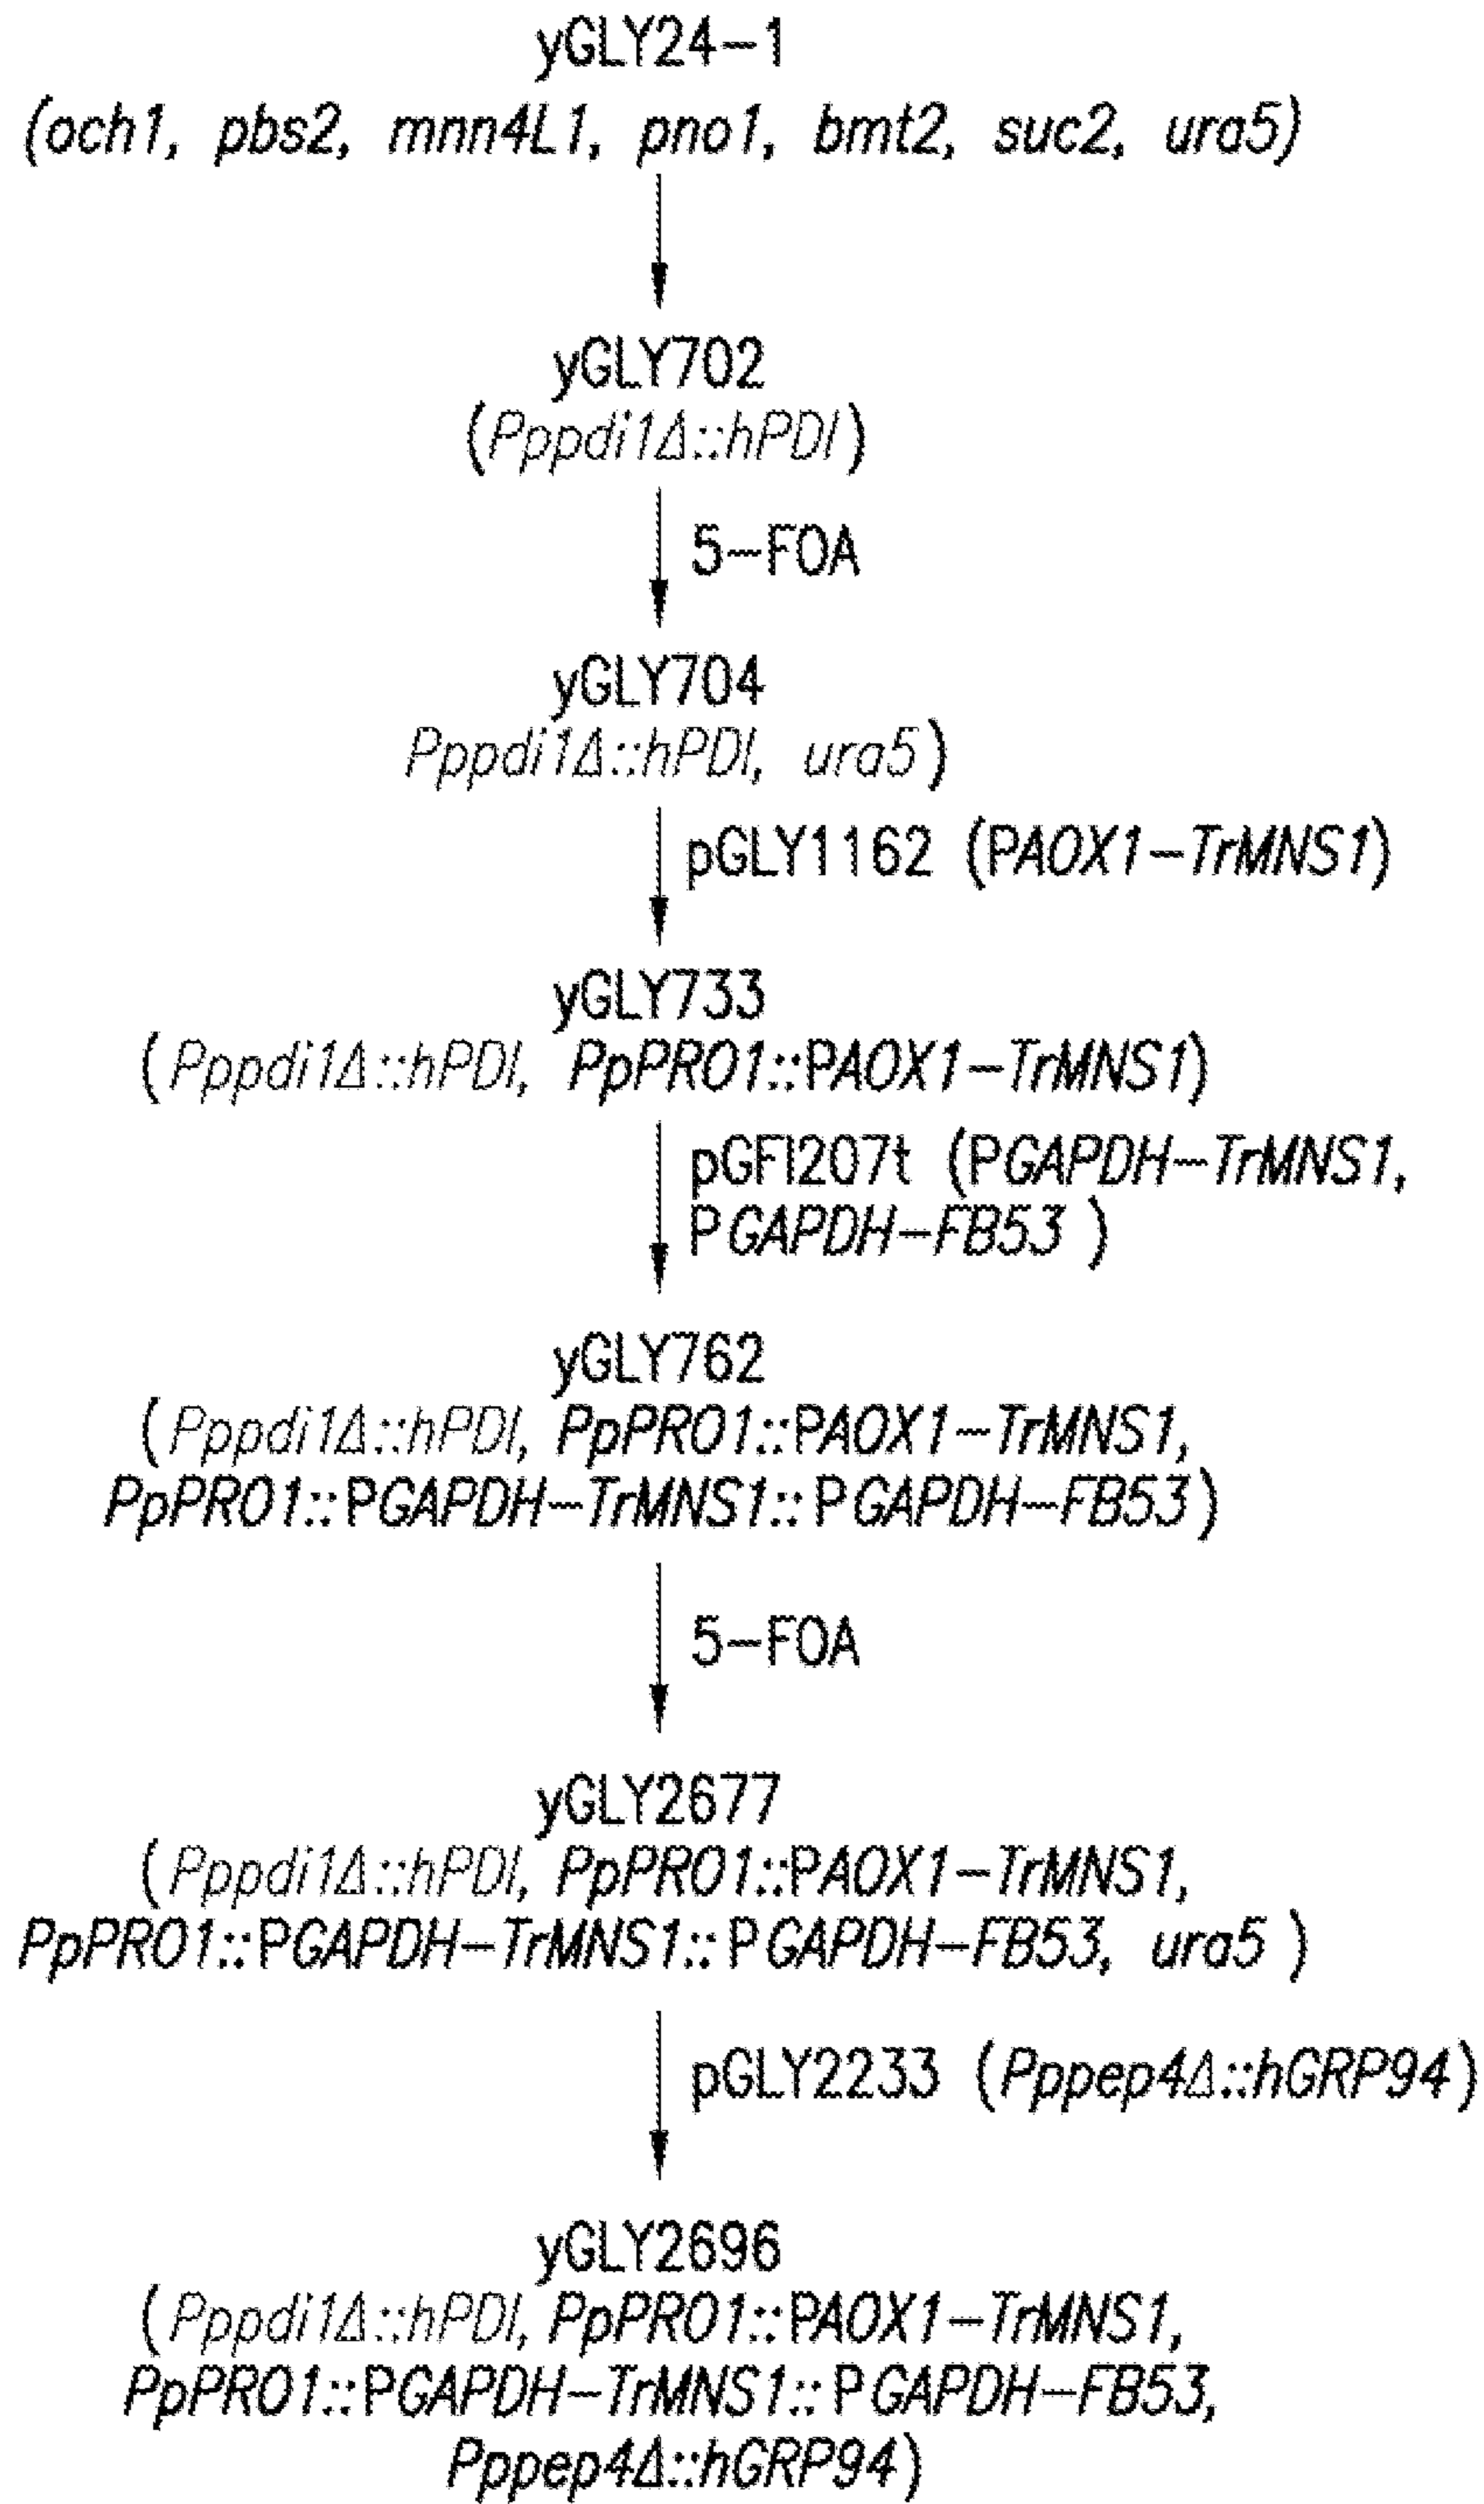 yGLY24-1
(och1, pbs2, mnn4L1, pno1, bmt2, suc2, ura5)
yGLY702
(Pppdi1Δ::hPDI)
5-FOA
yGLY704
Pppdi1Δ::hPDI, ura5)
pGLY1162 (PAOX1-TrMNS1)
yGLY733
(Pppdi1Δ::hPDI, PpPRO1::PAOX1-TrMNS1)
pGFI207t (PGAPDH-TrMNS1,
PGAPDH-FB53 )
yGLY762
(Pppdi1Δ::hPDI, PpPRO1::PAOX1-TrMNS1,
PpPRO1::PGAPDH-TrMNS1::PGAPDH-FB53)
5-FOA
yGLY2677
(Pppdi1Δ::hPDI, PpPRO1::PAOX1-TrMNS1,
PpPRO1::PGAPDH-TrMNS1::PGAPDH-FB53, ura5 )
pGLY2233 (Pppep4Δ::hGRP94)
yGLY2696
(Pppdi1Δ::hPDI, PpPRO1::PAOX1-TrMNS1,
PpPRO1::PGAPDH-TrMNS1::PGAPDH-FB53,
Pppep4Δ::hGRP94)